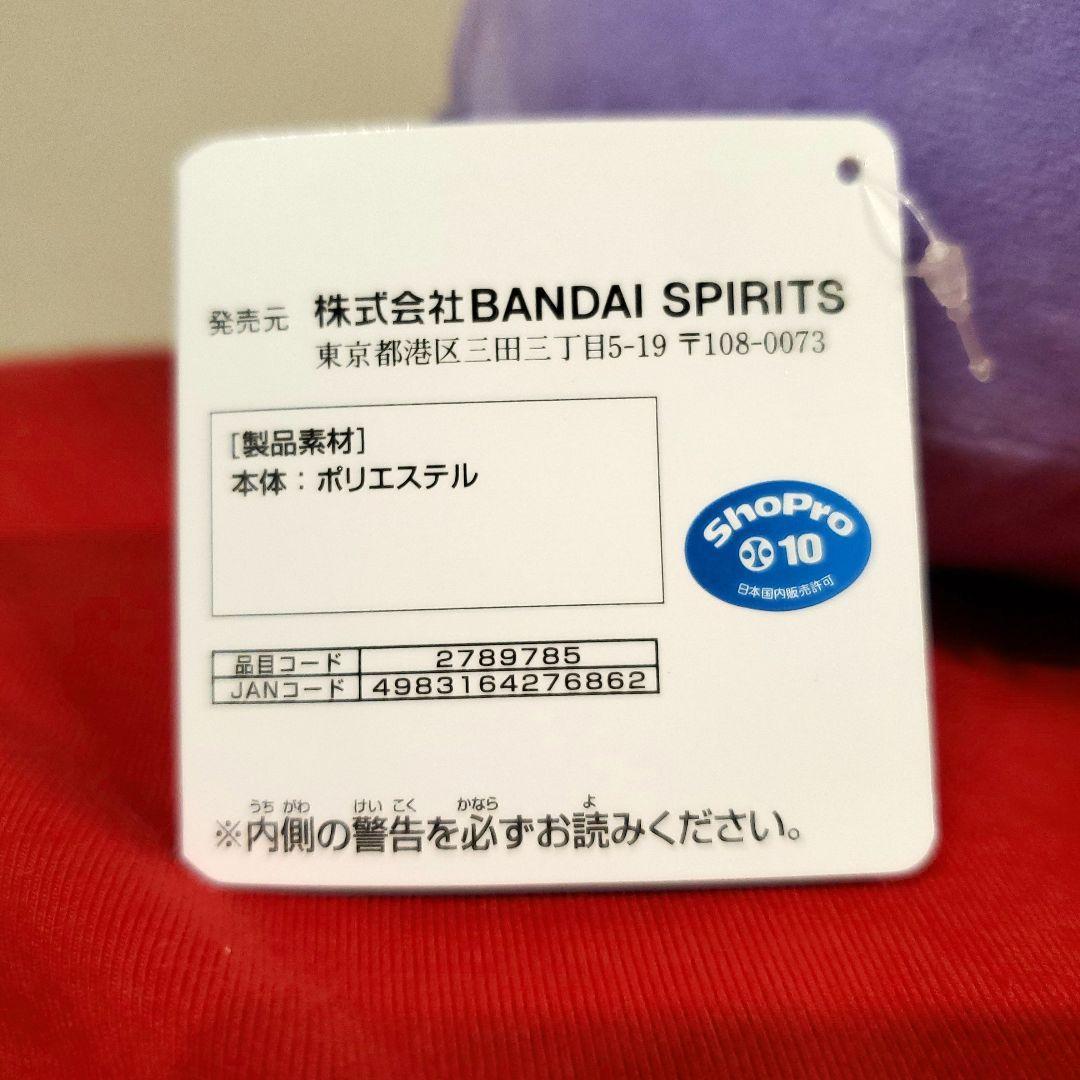 発売元 株式会社BANDAI SPIRITS
東京都港区三田三丁目5-19 〒108-0073
[製品素材]
本体：ポリエステル
ShoPro
10
日本国内販売許可
品目コード 2789785
JANコード 4983164276862
うち がわ けい こく かなら よ
※内側の警告を必ずお読みください。